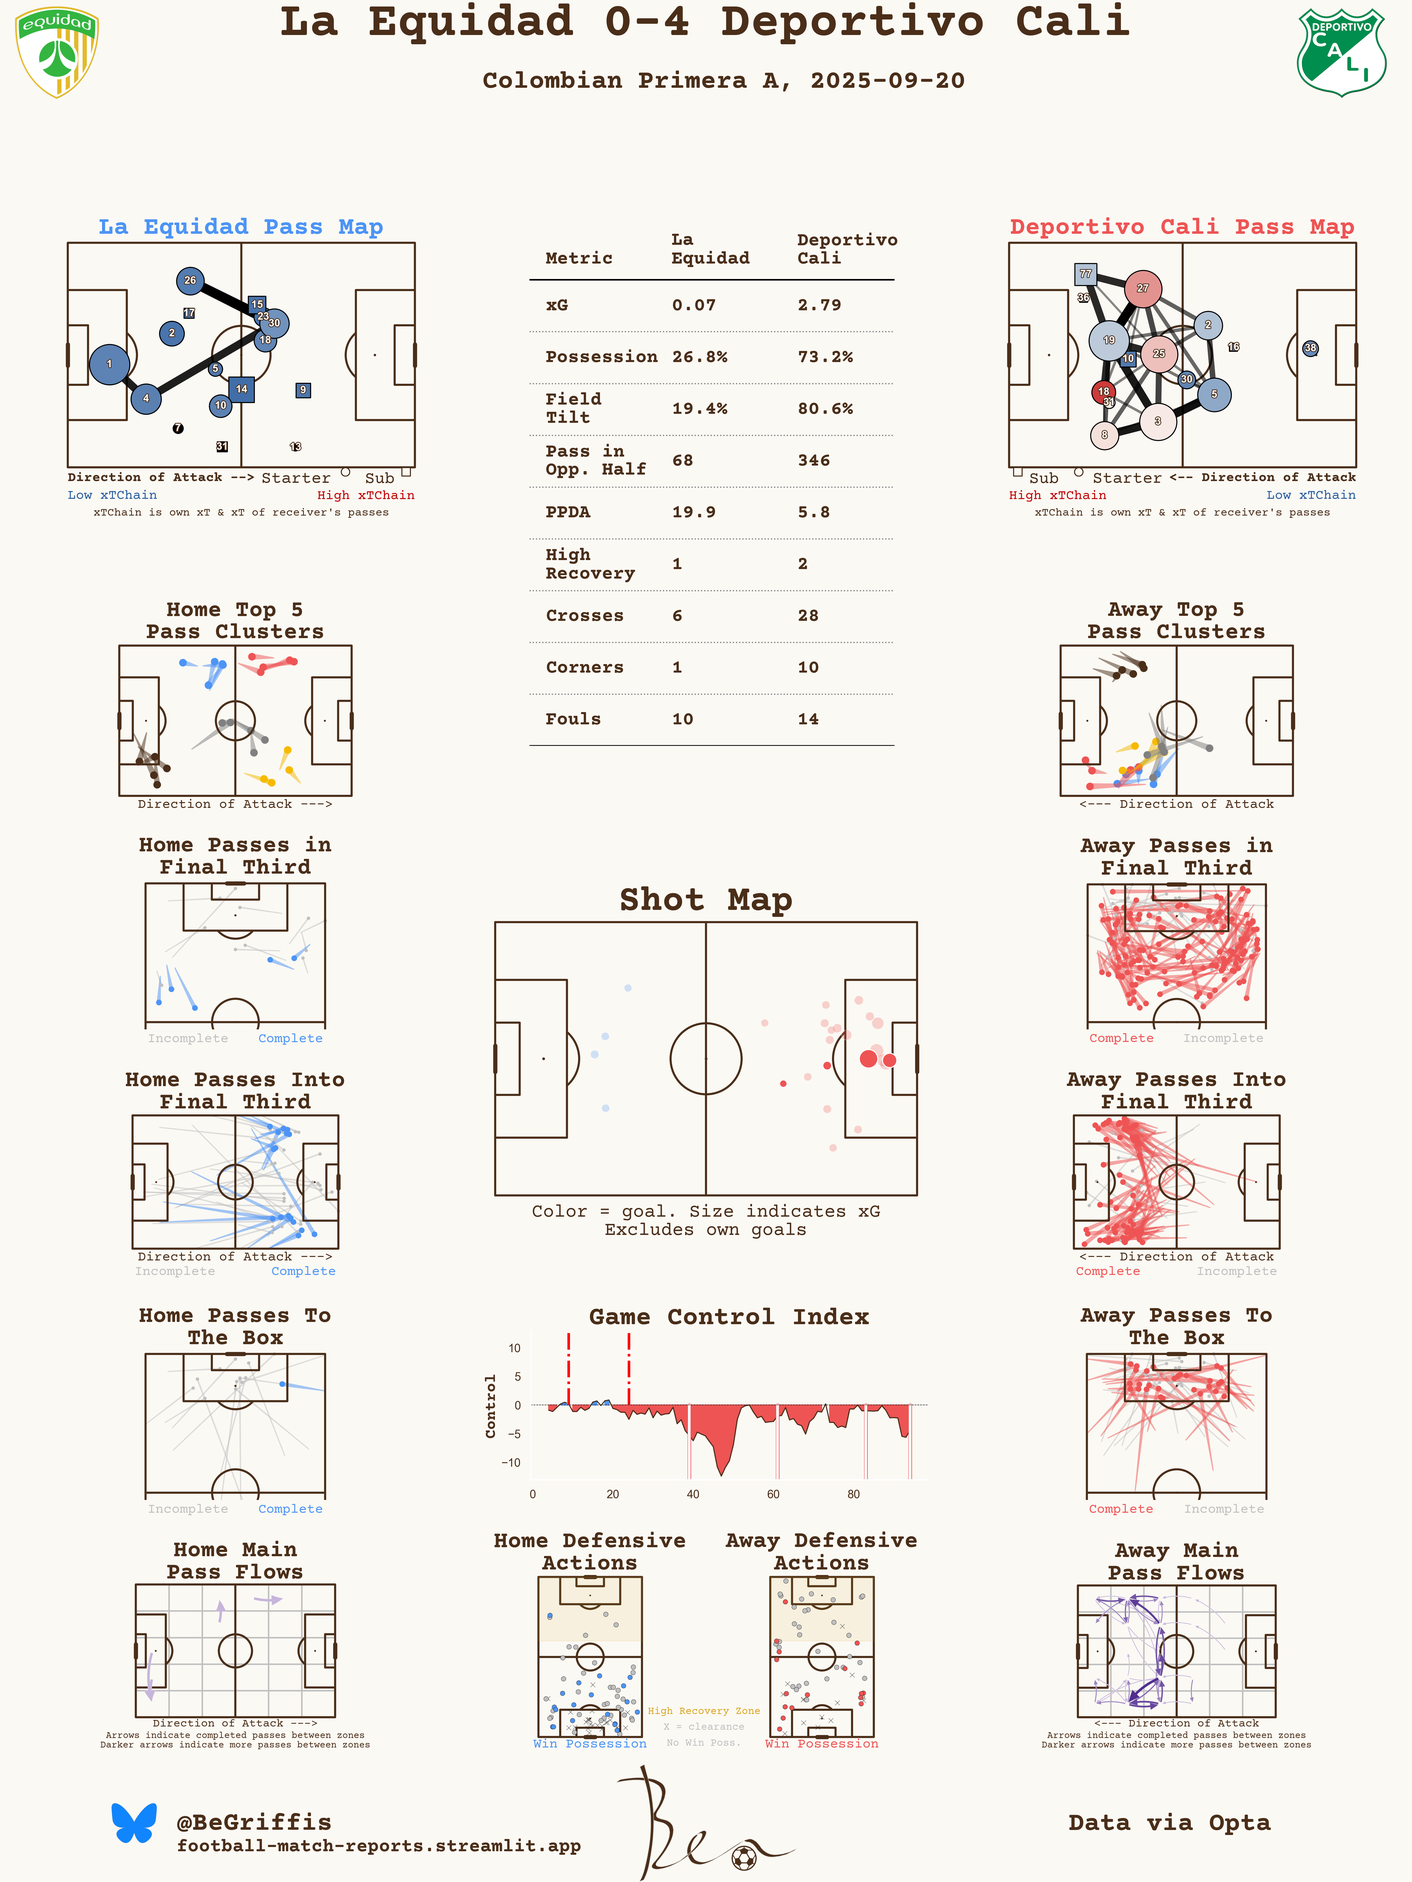 La Equidad 0-4 Deportivo Cali
Colombian Primera A, 2025-09-20
equidad
DEPORTIVO
CALI
La Equidad Pass Map
26
15
17
23
30
2
18
1
5
4
14
9
10
7
31
13
Direction of Attack --> Starter Sub
Low xTChain High xTChain
xTChain is own xT & xT of receiver's passes
Metric La Equidad Deportivo Cali
xG 0.07 2.79
Possession 26.8% 73.2%
Field Tilt 19.4% 80.6%
Pass in Opp. Half 68 346
PPDA 19.9 5.8
High Recovery 1 2
Crosses 6 28
Corners 1 10
Fouls 10 14
Deportivo Cali Pass Map
77
27
36
2
19
16
38
10
25
30
18
31
5
3
8
Sub Starter <-- Direction of Attack
High xTChain Low xTChain
xTChain is own xT & xT of receiver's passes
Home Top 5
Pass Clusters
Direction of Attack --->
Away Top 5
Pass Clusters
<--- Direction of Attack
Home Passes in
Final Third
Incomplete Complete
Away Passes in
Final Third
Complete Incomplete
Shot Map
Color = goal. Size indicates xG
Excludes own goals
Home Passes Into
Final Third
Direction of Attack --->
Incomplete Complete
Away Passes Into
Final Third
<--- Direction of Attack
Complete Incomplete
Home Passes To
The Box
Incomplete Complete
Game Control Index
Control
10
5
0
−5
−10
0 20 40 60 80
Away Passes To
The Box
Complete Incomplete
Home Main
Pass Flows
Direction of Attack --->
Arrows indicate completed passes between zones
Darker arrows indicate more passes between zones
Home Defensive
Actions
Win Possession
Away Defensive
Actions
Win Possession
High Recovery Zone
X = clearance
No Win Poss.
Away Main
Pass Flows
<--- Direction of Attack
Arrows indicate completed passes between zones
Darker arrows indicate more passes between zones
@BeGriffis
football-match-reports.streamlit.app
Ben
Data via Opta